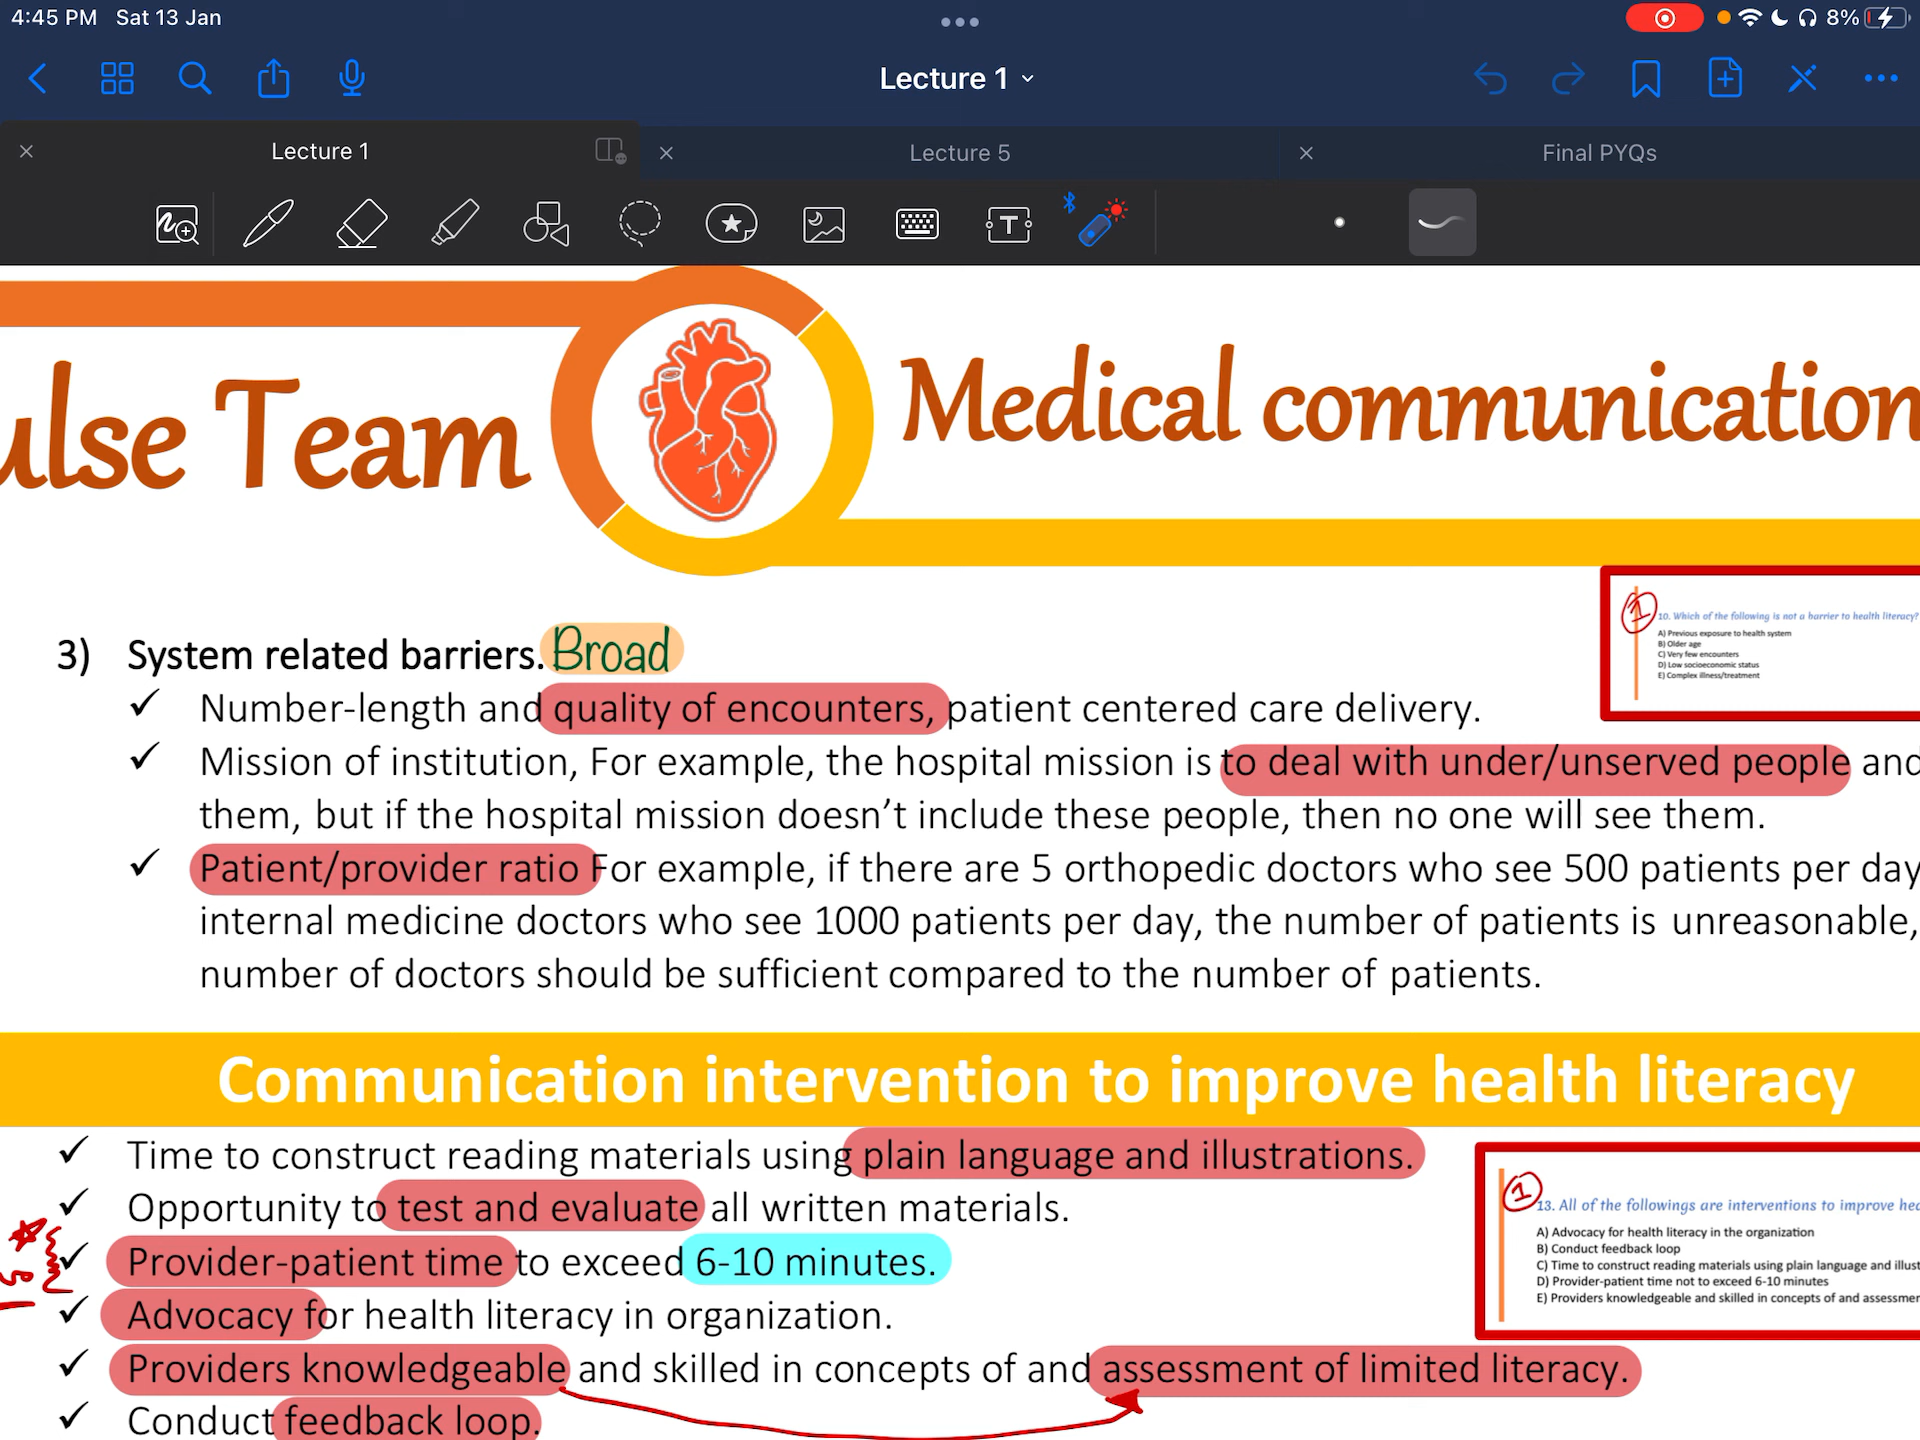 4:45 PM Sat 13 Jan
8%
Lecture 1
Lecture 1
Lecture 5
Final PYQs
ulse Team
Medical communication
3) System related barriers. Broad
✓ Number-length and quality of encounters, patient centered care delivery.
✓ Mission of institution, For example, the hospital mission is to deal with under/unserved people and
them, but if the hospital mission doesn't include these people, then no one will see them.
✓ Patient/provider ratio For example, if there are 5 orthopedic doctors who see 500 patients per day
internal medicine doctors who see 1000 patients per day, the number of patients is unreasonable,
number of doctors should be sufficient compared to the number of patients.
1
10. Which of the following is not a barrier to health literacy?
A) Previous exposure to health system
B) Older age
C) Very few encounters
D) Low socioeconomic status
E) Complex illness/treatment
Communication intervention to improve health literacy
✓ Time to construct reading materials using plain language and illustrations.
✓ Opportunity to test and evaluate all written materials.
✓ Provider-patient time to exceed 6-10 minutes.
✓ Advocacy for health literacy in organization.
✓ Providers knowledgeable and skilled in concepts of and assessment of limited literacy.
✓ Conduct feedback loop.
1
13. All of the followings are interventions to improve hea
A) Advocacy for health literacy in the organization
B) Conduct feedback loop
C) Time to construct reading materials using plain language and illust
D) Provider-patient time not to exceed 6-10 minutes
E) Providers knowledgeable and skilled in concepts of and assessmen